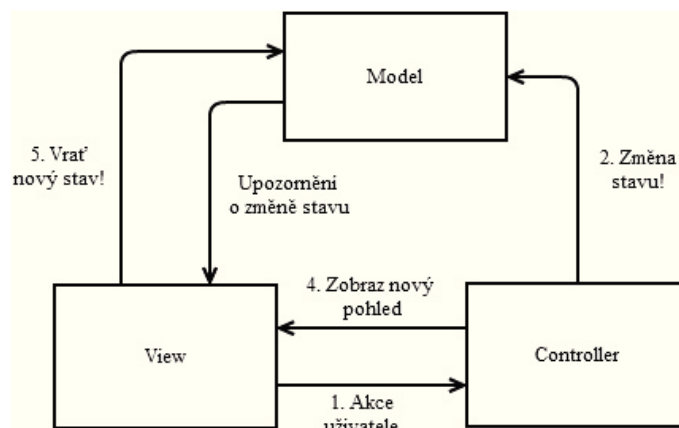 Model
5. Vrať
nový stav!
2. Změna
stavu!
Upozornění
o změně stavu
4. Zobraz nový
pohled
View
Controller
1. Akce
uživatele